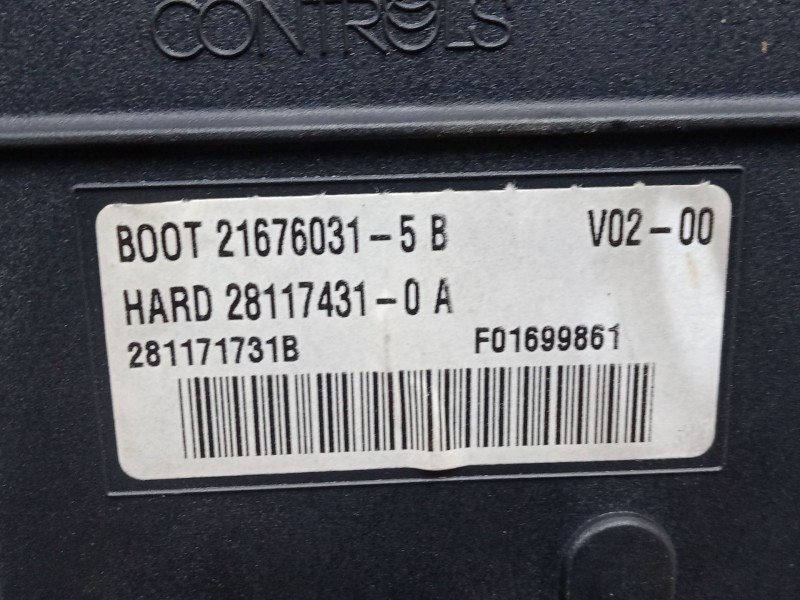 CONTROLS
BOOT 21676031-5 B V02-00
HARD 28117431-0 A
281171731B F01699861